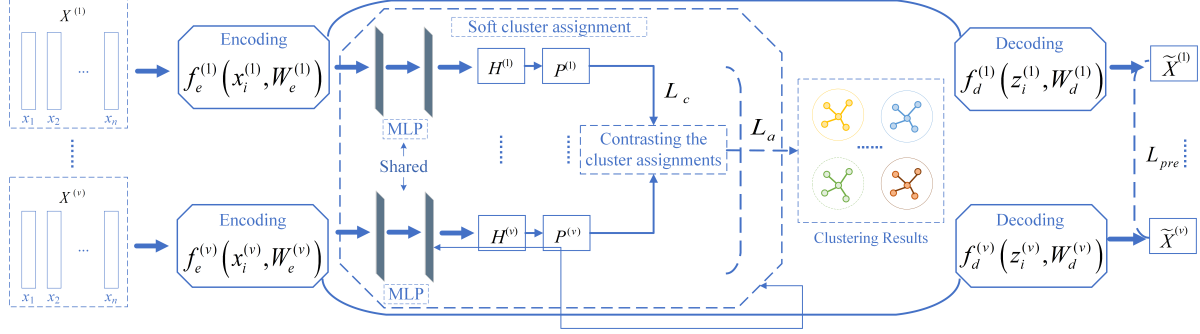 X^{(1)}
...
x_1 x_2 x_n
Encoding
f_e^{(1)}(x_i^{(1)}, W_e^{(1)})
Soft cluster assignment
H^{(1)}
P^{(1)}
MLP
Shared
L_c
Contrasting the
cluster assignments
L_a
......
Clustering Results
Decoding
f_d^{(1)}(z_i^{(1)}, W_d^{(1)})
X̃^{(1)}
L_{pre}
X^{(v)}
...
x_1 x_2 x_n
Encoding
f_e^{(v)}(x_i^{(v)}, W_e^{(v)})
MLP
H^{(v)}
P^{(v)}
Decoding
f_d^{(v)}(z_i^{(v)}, W_d^{(v)})
X̃^{(v)}